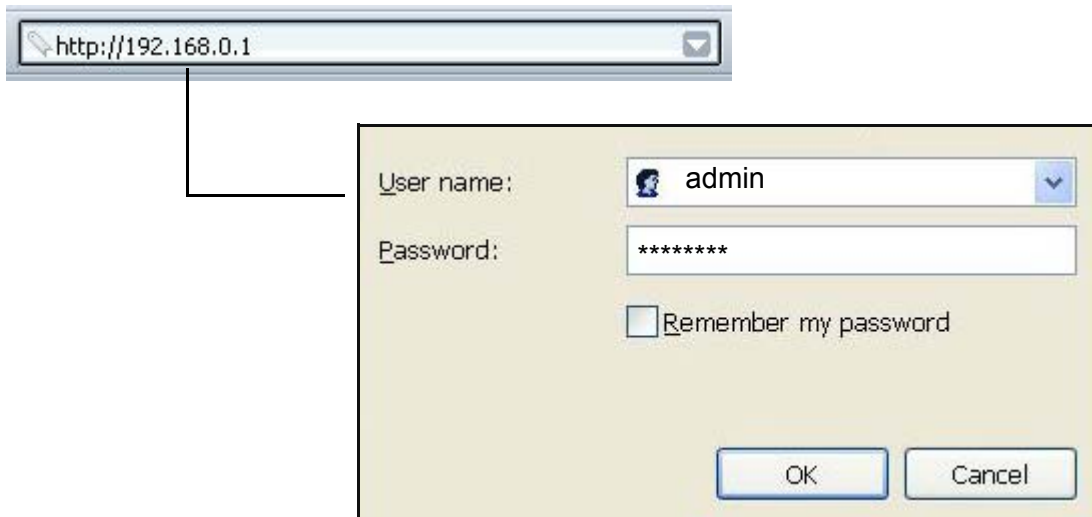 http://192.168.0.1
User name: admin
Password: ********
Remember my password
OK Cancel